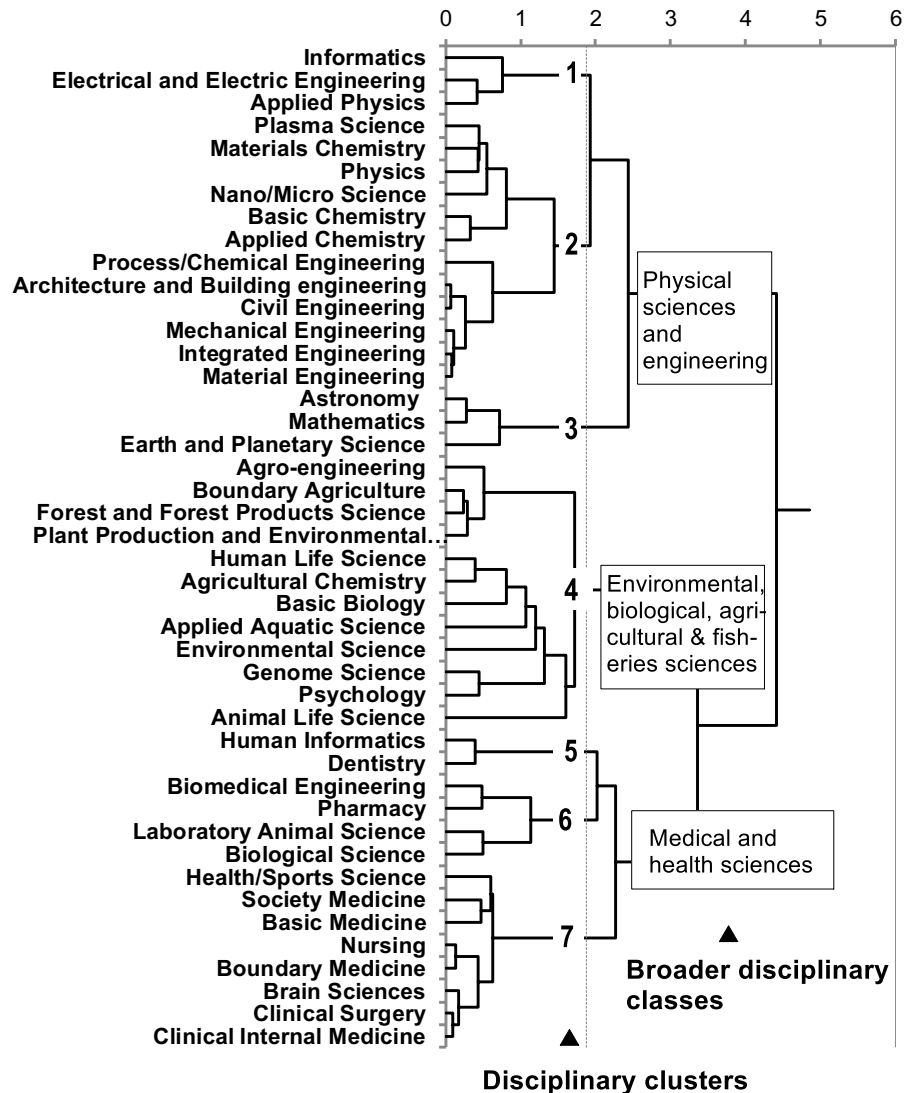 0 1 2 3 4 5 6
Informatics
Electrical and Electric Engineering
Applied Physics
Plasma Science
Materials Chemistry
Physics
Nano/Micro Science
Basic Chemistry
Applied Chemistry
Process/Chemical Engineering
Architecture and Building engineering
Civil Engineering
Mechanical Engineering
Integrated Engineering
Material Engineering
Astronomy
Mathematics
Earth and Planetary Science
Agro-engineering
Boundary Agriculture
Forest and Forest Products Science
Plant Production and Environmental...
Human Life Science
Agricultural Chemistry
Basic Biology
Applied Aquatic Science
Environmental Science
Genome Science
Psychology
Animal Life Science
Human Informatics
Dentistry
Biomedical Engineering
Pharmacy
Laboratory Animal Science
Biological Science
Health/Sports Science
Society Medicine
Basic Medicine
Nursing
Boundary Medicine
Brain Sciences
Clinical Surgery
Clinical Internal Medicine
1
2
3
4
5
6
7
Physical
sciences
and
engineering
Environmental,
biological, agri-
cultural & fish-
eries sciences
Medical and
health sciences
▲
Broader disciplinary
classes
▲
Disciplinary clusters